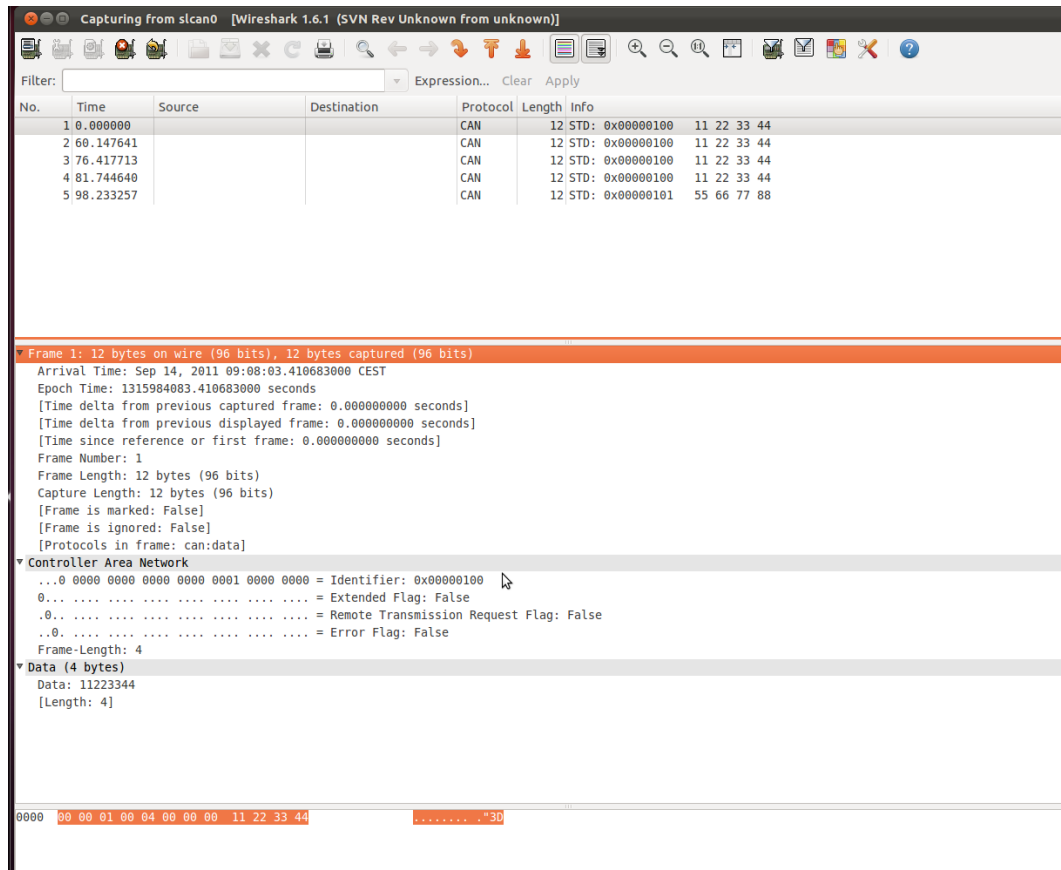 Capturing from slcan0 [Wireshark 1.6.1 (SVN Rev Unknown from unknown)]
Filter: Expression... Clear Apply
No. Time Source Destination Protocol Length Info
1 0.000000 CAN 12 STD: 0x00000100 11 22 33 44
2 60.147641 CAN 12 STD: 0x00000100 11 22 33 44
3 76.417713 CAN 12 STD: 0x00000100 11 22 33 44
4 81.744640 CAN 12 STD: 0x00000100 11 22 33 44
5 98.233257 CAN 12 STD: 0x00000101 55 66 77 88
Frame 1: 12 bytes on wire (96 bits), 12 bytes captured (96 bits)
Arrival Time: Sep 14, 2011 09:08:03.410683000 CEST
Epoch Time: 1315984083.410683000 seconds
[Time delta from previous captured frame: 0.000000000 seconds]
[Time delta from previous displayed frame: 0.000000000 seconds]
[Time since reference or first frame: 0.000000000 seconds]
Frame Number: 1
Frame Length: 12 bytes (96 bits)
Capture Length: 12 bytes (96 bits)
[Frame is marked: False]
[Frame is ignored: False]
[Protocols in frame: can:data]
Controller Area Network
...0 0000 0000 0000 0000 0001 0000 0000 = Identifier: 0x00000100
0... .... .... .... .... .... .... .... = Extended Flag: False
.0.. .... .... .... .... .... .... .... = Remote Transmission Request Flag: False
..0. .... .... .... .... .... .... .... = Error Flag: False
Frame-Length: 4
Data (4 bytes)
Data: 11223344
[Length: 4]
0000 00 00 01 00 04 00 00 00 11 22 33 44 ........ ."3D